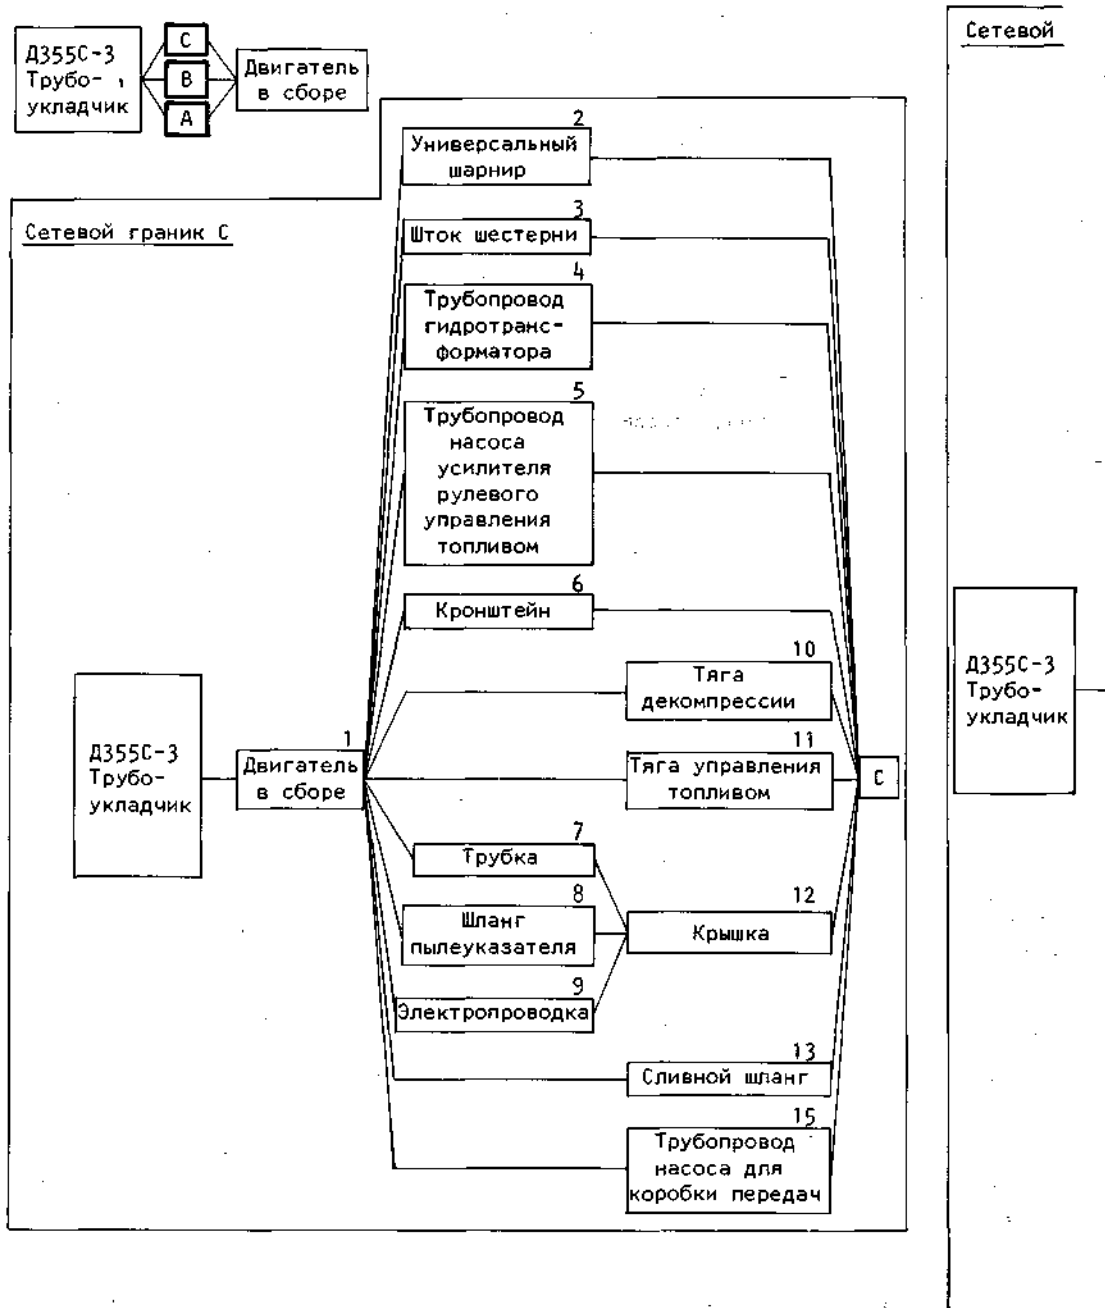 Д355С-3
Трубо-
укладчик
С
В
А
Двигатель
в сборе
Сетевой граник С
2
Универсальный
шарнир
3
Шток шестерни
4
Трубопровод
гидротранс-
форматора
5
Трубопровод
насоса
усилителя
рулевого
управления
топливом
6
Кронштейн
10
Тяга
декомпрессии
Д355С-3
Трубо-
укладчик
1
Двигатель
в сборе
11
Тяга управления
топливом
С
7
Трубка
8
Шланг
пылеуказателя
9
Электропроводка
12
Крышка
13
Сливной шланг
15
Трубопровод
насоса для
коробки передач
Сетевой
Д355С-3
Трубо-
укладчик